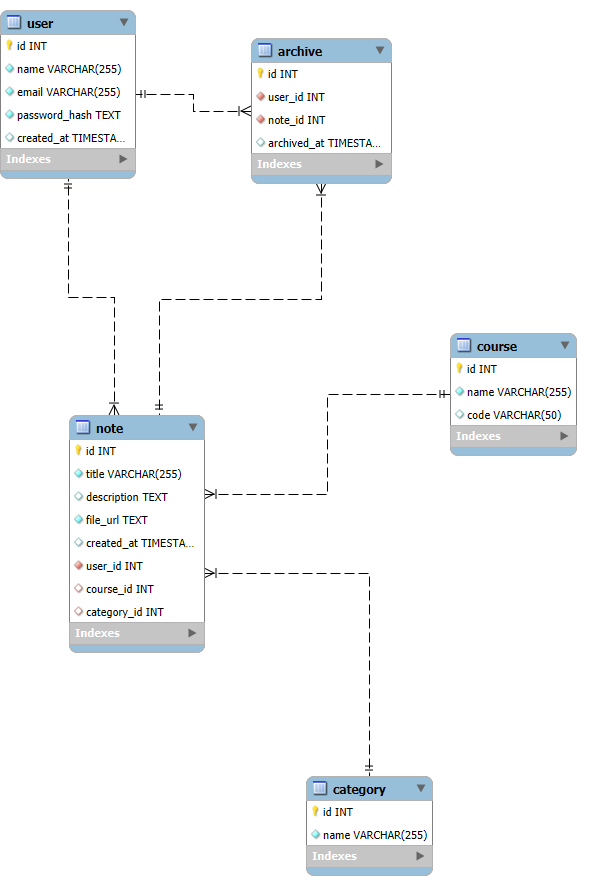 user
id INT
name VARCHAR(255)
email VARCHAR(255)
password_hash TEXT
created_at TIMESTA...
Indexes
archive
id INT
user_id INT
note_id INT
archived_at TIMESTA...
Indexes
course
id INT
name VARCHAR(255)
code VARCHAR(50)
Indexes
note
id INT
title VARCHAR(255)
description TEXT
file_url TEXT
created_at TIMESTA...
user_id INT
course_id INT
category_id INT
Indexes
category
id INT
name VARCHAR(255)
Indexes